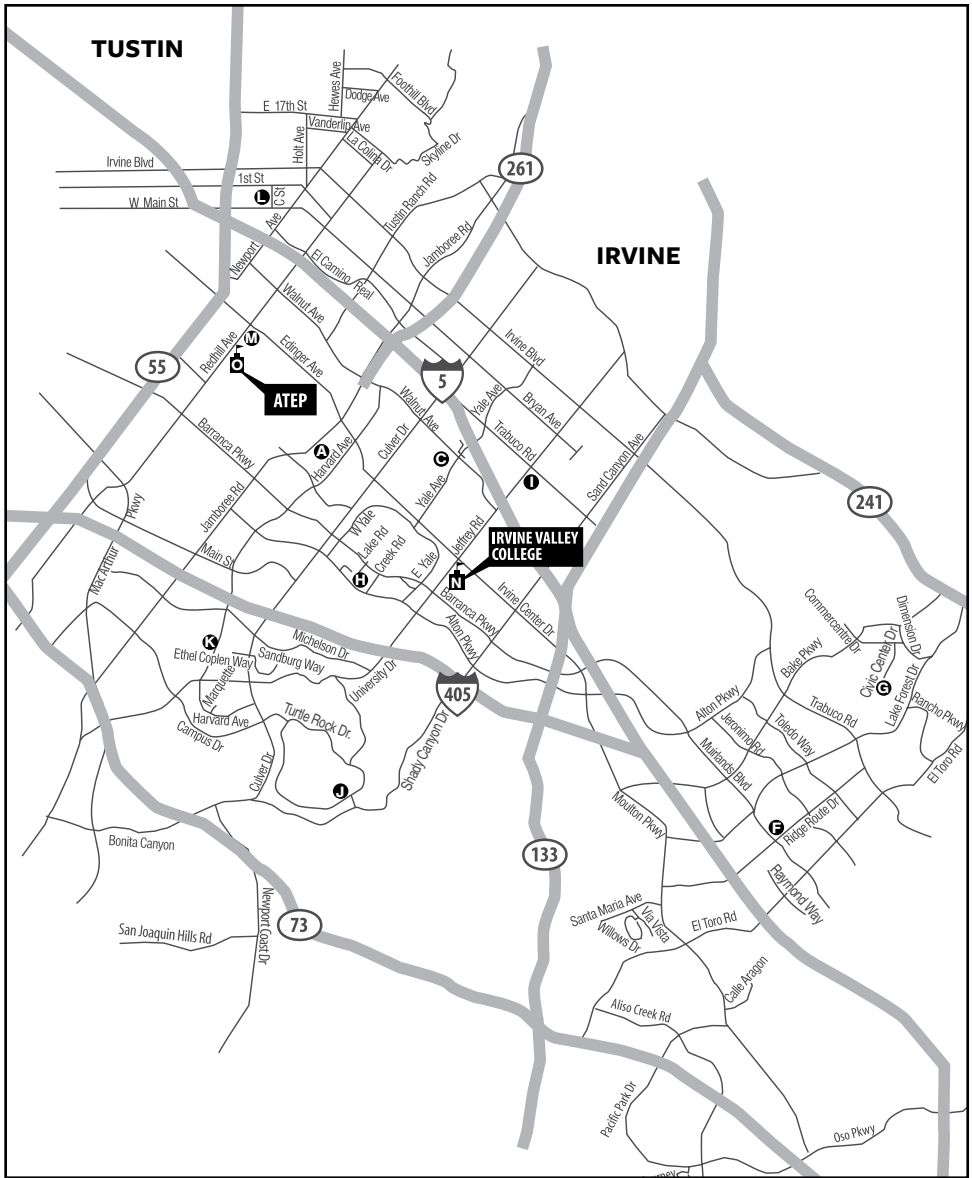 TUSTIN
Hewes Ave
Foothill Blvd
Dodge Ave
E 17th St
Vanderlip Ave
Holt Ave
La Colina Dr
Skyline Dr
Irvine Blvd
261
1st St
L
C St
W Main St
Tustin Ranch Rd
Newport Ave
Jamboree Rd
IRVINE
El Camino Real
Walnut Ave
Redhill Ave
M
Edinger Ave
Irvine Blvd
55
O
ATEP
5
Yale Ave
Bryan Ave
Walnut Ave
Trabuco Rd
Barranca Pkwy
Harvard Ave
A
Culver Dr
C
Sand Canyon Ave
I
Yale Ave
241
Jamboree Rd
Pkwy
W Yale
Lake Rd
Creek Rd
E Yale
Jeffrey Rd
IRVINE VALLEY
COLLEGE
Mac Arthur
Main St
H
N
Irvine Center Dr
Barranca Pkwy
Alton Pkwy
Commercentre Dr
Dimension Dr
K
Michelson Dr
Ethel Coplen Way
Sandburg Way
University Dr
Bake Pkwy
Civic Center Dr
G
Marquette
405
Lake Forest Dr
Rancho Pkwy
Harvard Ave
Turtle Rock Dr.
Alton Pkwy
Trabuco Rd
Campus Dr
Jeronimo Rd
Toledo Way
Shady Canyon Dr
Culver Dr
J
Muirlands Blvd
El Toro Rd
Moulton Pkwy
F
Ridge Route Dr
Bonita Canyon
133
Raymond Way
Newport Coast Dr
73
Santa Maria Ave
Via Vista
El Toro Rd
San Joaquin Hills Rd
Willows Dr
Calle Aragon
Aliso Creek Rd
Pacific Park Dr
Oso Pkwy